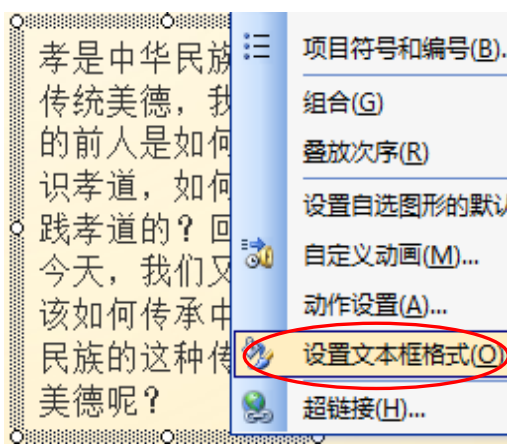 孝是中华民族
传统美德，我
的前人是如何
识孝道，如何
践孝道的？回
今天，我们又
该如何传承中
民族的这种传
美德呢？
项目符号和编号(B)..
组合(G)
叠放次序(R)
设置自选图形的默认
自定义动画(M)...
动作设置(A)...
设置文本框格式(O)
超链接(H)...